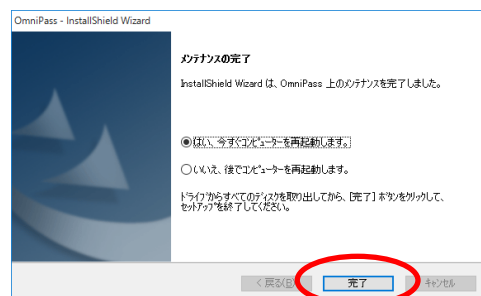 OmniPass - InstallShield Wizard
メンテナンスの完了
InstallShield Wizard は、OmniPass 上のメンテナンスを完了しました。
はい、今すぐコンピューターを再起動します。
いいえ、後でコンピューターを再起動します。
ドライブからすべてのディスクを取り出してから、[完了] ボタンをクリックして、
セットアップを終了してください。
< 戻る(B) 完了 キャンセル